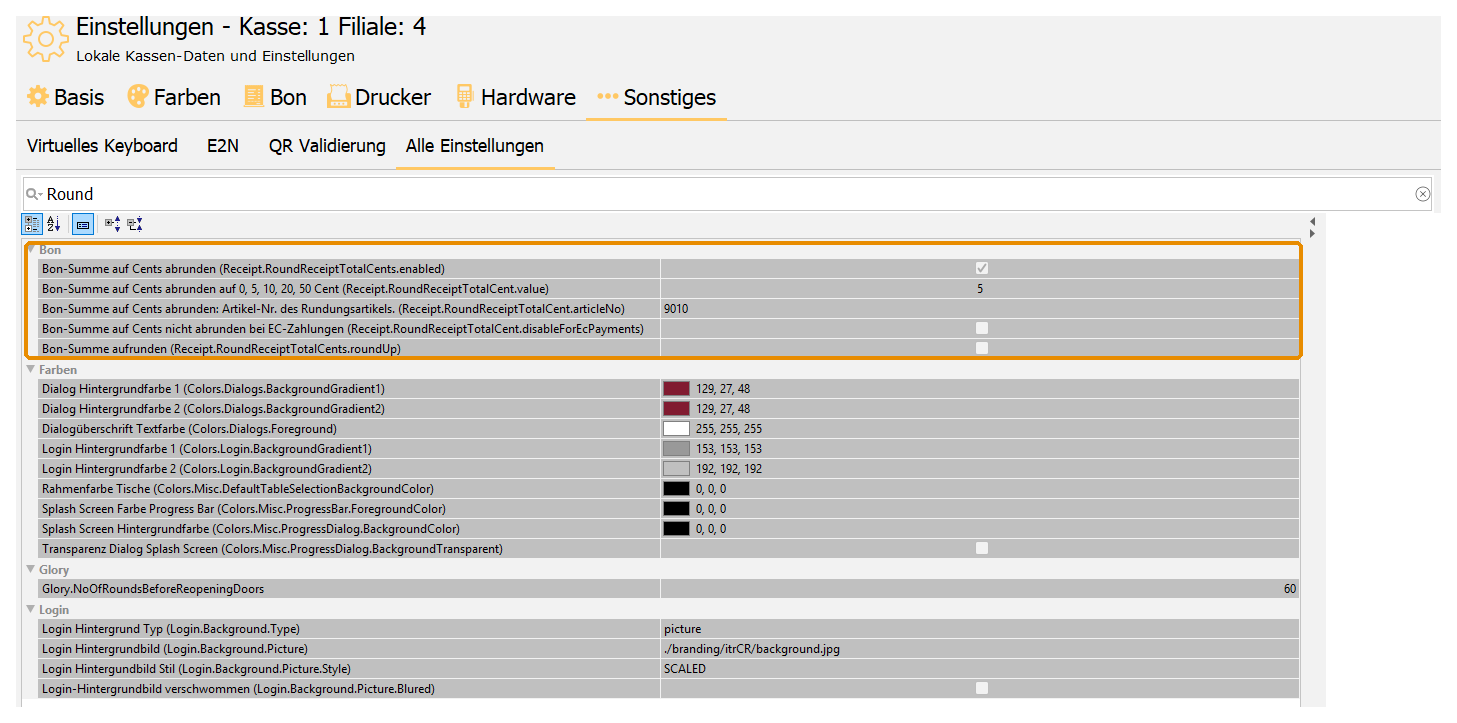 Einstellungen - Kasse: 1 Filiale: 4
Lokale Kassen-Daten und Einstellungen
Basis Farben Bon Drucker Hardware Sonstiges
Virtuelles Keyboard E2N QR Validierung Alle Einstellungen
Round
Bon
Bon-Summe auf Cents abrunden (Receipt.RoundReceiptTotalCents.enabled)
Bon-Summe auf Cents abrunden auf 0, 5, 10, 20, 50 Cent (Receipt.RoundReceiptTotalCent.value) 5
Bon-Summe auf Cents abrunden: Artikel-Nr. des Rundungsartikels. (Receipt.RoundReceiptTotalCent.articleNo) 9010
Bon-Summe auf Cents nicht abrunden bei EC-Zahlungen (Receipt.RoundReceiptTotalCent.disableForEcPayments)
Bon-Summe aufrunden (Receipt.RoundReceiptTotalCents.roundUp)
Farben
Dialog Hintergrundfarbe 1 (Colors.Dialogs.BackgroundGradient1) 129, 27, 48
Dialog Hintergrundfarbe 2 (Colors.Dialogs.BackgroundGradient2) 129, 27, 48
Dialogüberschrift Textfarbe (Colors.Dialogs.Foreground) 255, 255, 255
Login Hintergrundfarbe 1 (Colors.Login.BackgroundGradient1) 153, 153, 153
Login Hintergrundfarbe 2 (Colors.Login.BackgroundGradient2) 192, 192, 192
Rahmenfarbe Tische (Colors.Misc.DefaultTableSelectionBackgroundColor) 0, 0, 0
Splash Screen Farbe Progress Bar (Colors.Misc.ProgressBar.ForegroundColor) 0, 0, 0
Splash Screen Hintergrundfarbe (Colors.Misc.ProgressDialog.BackgroundColor) 0, 0, 0
Transparenz Dialog Splash Screen (Colors.Misc.ProgressDialog.BackgroundTransparent)
Glory
Glory.NoOfRoundsBeforeReopeningDoors 60
Login
Login Hintergrund Typ (Login.Background.Type) picture
Login Hintergrundbild (Login.Background.Picture) ./branding/itrCR/background.jpg
Login Hintergundbild Stil (Login.Background.Picture.Style) SCALED
Login-Hintergrundbild verschwommen (Login.Background.Picture.Blured)